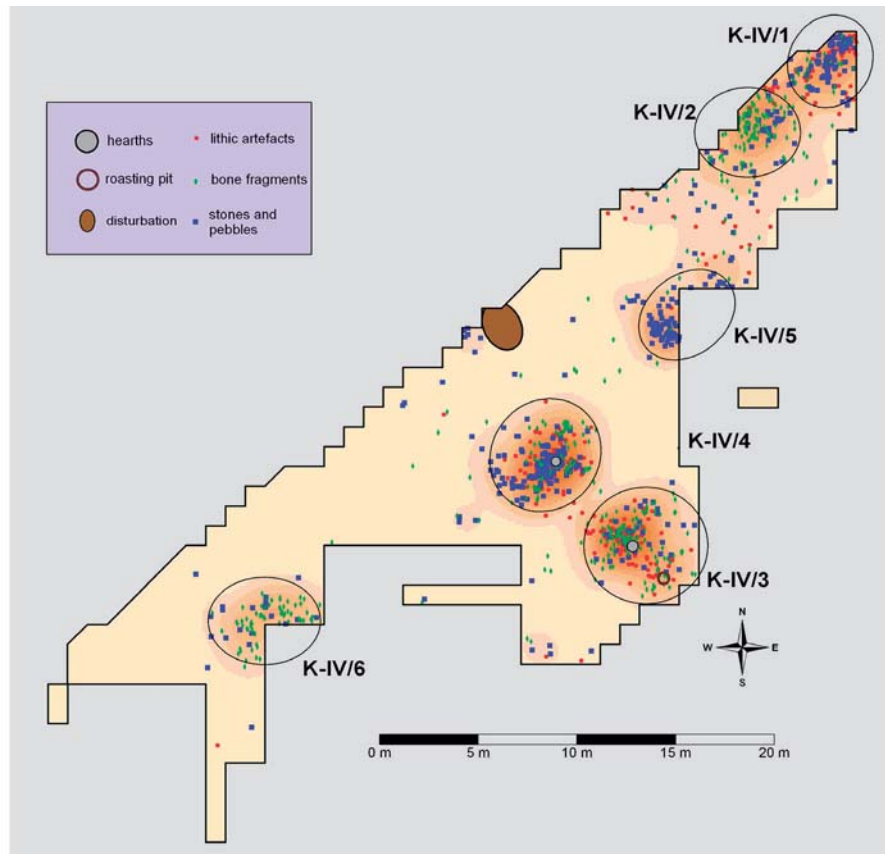 K-IV/1
K-IV/2
hearths
lithic artefacts
roasting pit
bone fragments
disturbation
stones and
pebbles
K-IV/5
K-IV/4
K-IV/3
K-IV/6
N
W E
S
0 m 5 m 10 m 15 m 20 m